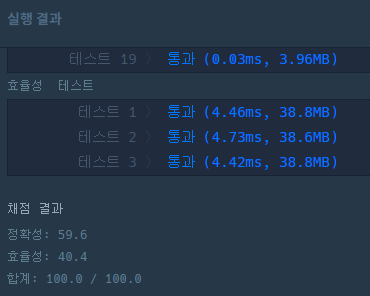 실행 결과
테스트 19 〉 통과 (0.03ms, 3.96MB)
효율성 테스트
테스트 1 〉 통과 (4.46ms, 38.8MB)
테스트 2 〉 통과 (4.73ms, 38.6MB)
테스트 3 〉 통과 (4.42ms, 38.8MB)
채점 결과
정확성: 59.6
효율성: 40.4
합계: 100.0 / 100.0